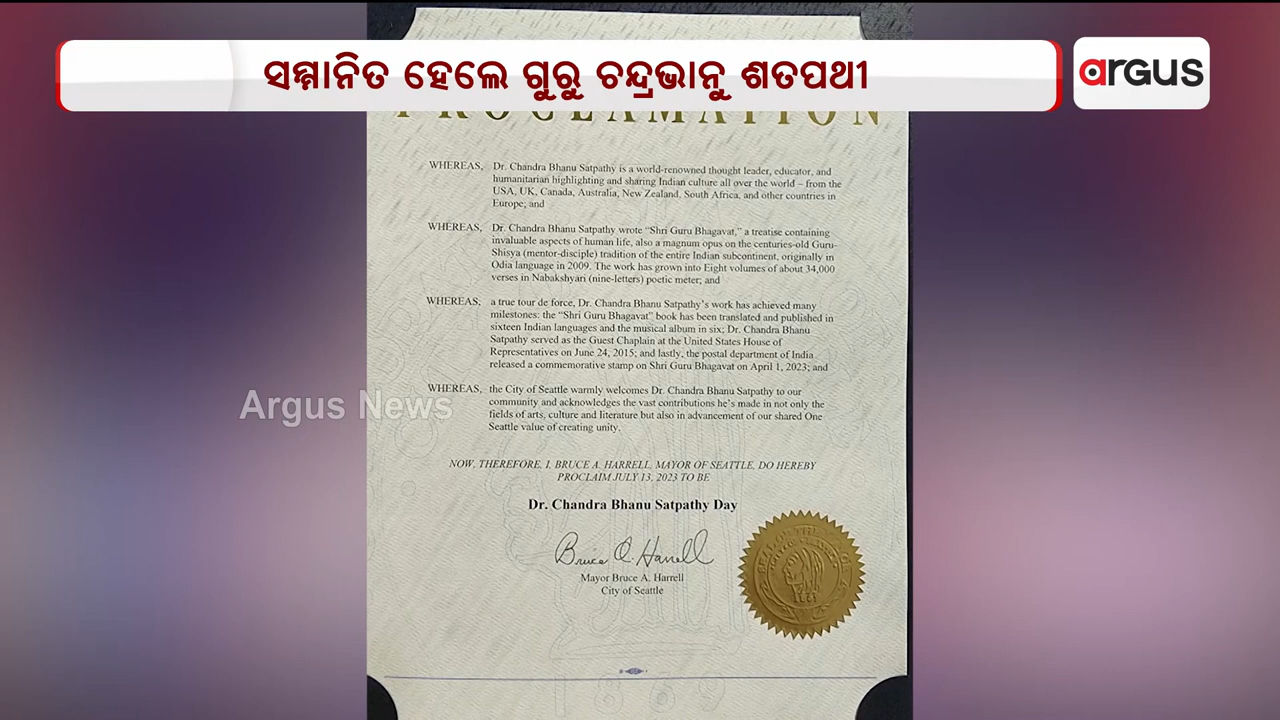 ସମ୍ମାନିତ ହେଲେ ଗୁରୁ ଚନ୍ଦ୍ରଭାନୁ ଶତପଥୀ
argus
PROCLAMATION
WHEREAS, Dr. Chandra Bhanu Satpathy is a world-renowned thought leader, educator, and
humanitarian highlighting and sharing Indian culture all over the world – from the
USA, UK, Canada, Australia, New Zealand, South Africa, and other countries in
Europe; and
WHEREAS, Dr. Chandra Bhanu Satpathy wrote "Shri Guru Bhagavat," a treatise containing
invaluable aspects of human life, also a magnum opus on the centuries-old Guru-
Shisya (mentor-disciple) tradition of the entire Indian subcontinent, originally in
Odia language in 2009. The work has grown into Eight volumes of about 34,000
verses in Nabakshyari (nine-letters) poetic meter; and
WHEREAS, a true tour de force, Dr. Chandra Bhanu Satpathy's work has achieved many
milestones: the "Shri Guru Bhagavat" book has been translated and published in
sixteen Indian languages and the musical album in six; Dr. Chandra Bhanu
Satpathy served as the Guest Chaplain at the United States House of
Representatives on June 24, 2015; and lastly, the postal department of India
released a commemorative stamp on Shri Guru Bhagavat on April 1, 2023; and
WHEREAS, the City of Seattle warmly welcomes Dr. Chandra Bhanu Satpathy to our
community and acknowledges the vast contributions he's made in not only the
fields of arts, culture and literature but also in advancement of our shared One
Seattle value of creating unity.
Argus News
NOW, THEREFORE, I, BRUCE A. HARRELL, MAYOR OF SEATTLE, DO HEREBY
PROCLAIM JULY 13, 2023 TO BE
Dr. Chandra Bhanu Satpathy Day
Bruce A. Harrell
Mayor Bruce A. Harrell
City of Seattle
1869